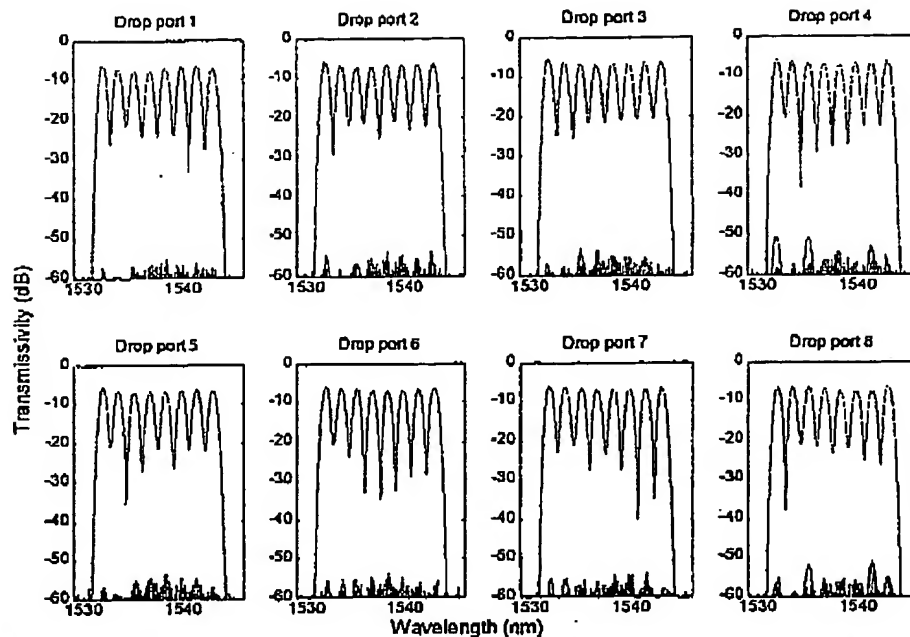 Drop port 1 Drop port 2 Drop port 3 Drop port 4
0 0 0 0
-10 -10 -10 -10
-20 -20 -20 -20
-30 -30 -30 -30
-40 -40 -40 -40
-50 -50 -50 -50
-60 -60 -60 -60
1530 1540 1530 1540 1530 1540 1530 1540
Transmissivity (dB)
Drop port 5 Drop port 6 Drop port 7 Drop port 8
0 0 0 0
-10 -10 -10 -10
-20 -20 -20 -20
-30 -30 -30 -30
-40 -40 -40 -40
-50 -50 -50 -50
-60 -60 -60 -60
1530 1540 1530 1540 1530 1540 1530 1540
Wavelength (nm)